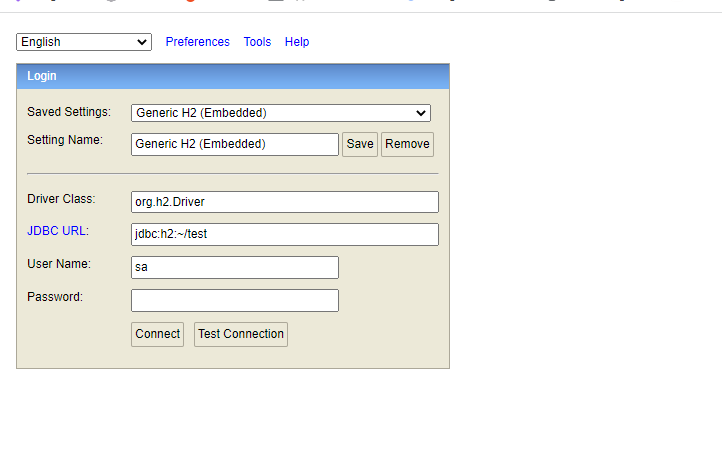 English Preferences Tools Help
Login
Saved Settings: Generic H2 (Embedded)
Setting Name: Generic H2 (Embedded) Save Remove
Driver Class: org.h2.Driver
JDBC URL: jdbc:h2:~/test
User Name: sa
Password:
Connect Test Connection